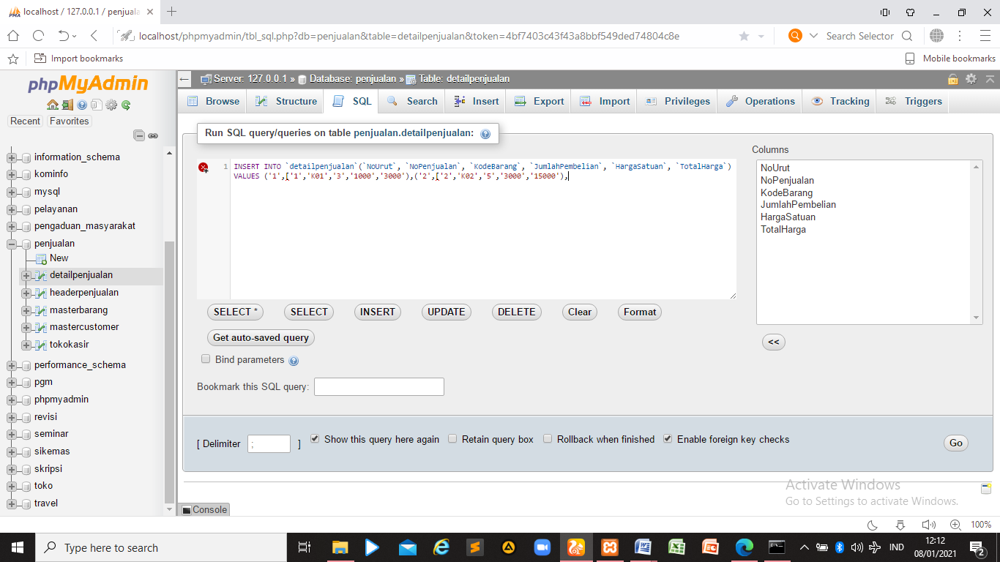 localhost / 127.0.0.1 / penjuala
localhost/phpmyadmin/tbl_sql.php?db=penjualan&table=detailpenjualan&token=4bf7403c43f43a8bbf549ded74804c8e
Search Selector
Import bookmarks
Mobile bookmarks
phpMyAdmin
Recent Favorites
information_schema
kominfo
mysql
pelayanan
pengaduan_masyarakat
penjualan
New
detailpenjualan
headerpenjualan
masterbarang
mastercustomer
tokokasir
performance_schema
pgm
phpmyadmin
revisi
seminar
sikemas
skripsi
toko
travel
Server: 127.0.0.1 » Database: penjualan » Table: detailpenjualan
Browse Structure SQL Search Insert Export Import Privileges Operations Tracking Triggers
Run SQL query/queries on table penjualan.detailpenjualan:
1 INSERT INTO `detailpenjualan`(`NoUrut`, `NoPenjualan`, `KodeBarang`, `JumlahPembelian`, `HargaSatuan`, `TotalHarga`)
VALUES ('1',['1','K01','3','1000','3000'),('2',['2','K02','5','3000','15000'),
Columns
NoUrut
NoPenjualan
KodeBarang
JumlahPembelian
HargaSatuan
TotalHarga
<<
SELECT * SELECT INSERT UPDATE DELETE Clear Format
Get auto-saved query
Bind parameters
Bookmark this SQL query:
[ Delimiter ; ] Show this query here again Retain query box Rollback when finished Enable foreign key checks Go
Console
Activate Windows
Go to Settings to activate Windows.
100%
Type here to search
IND
12:12
08/01/2021
2